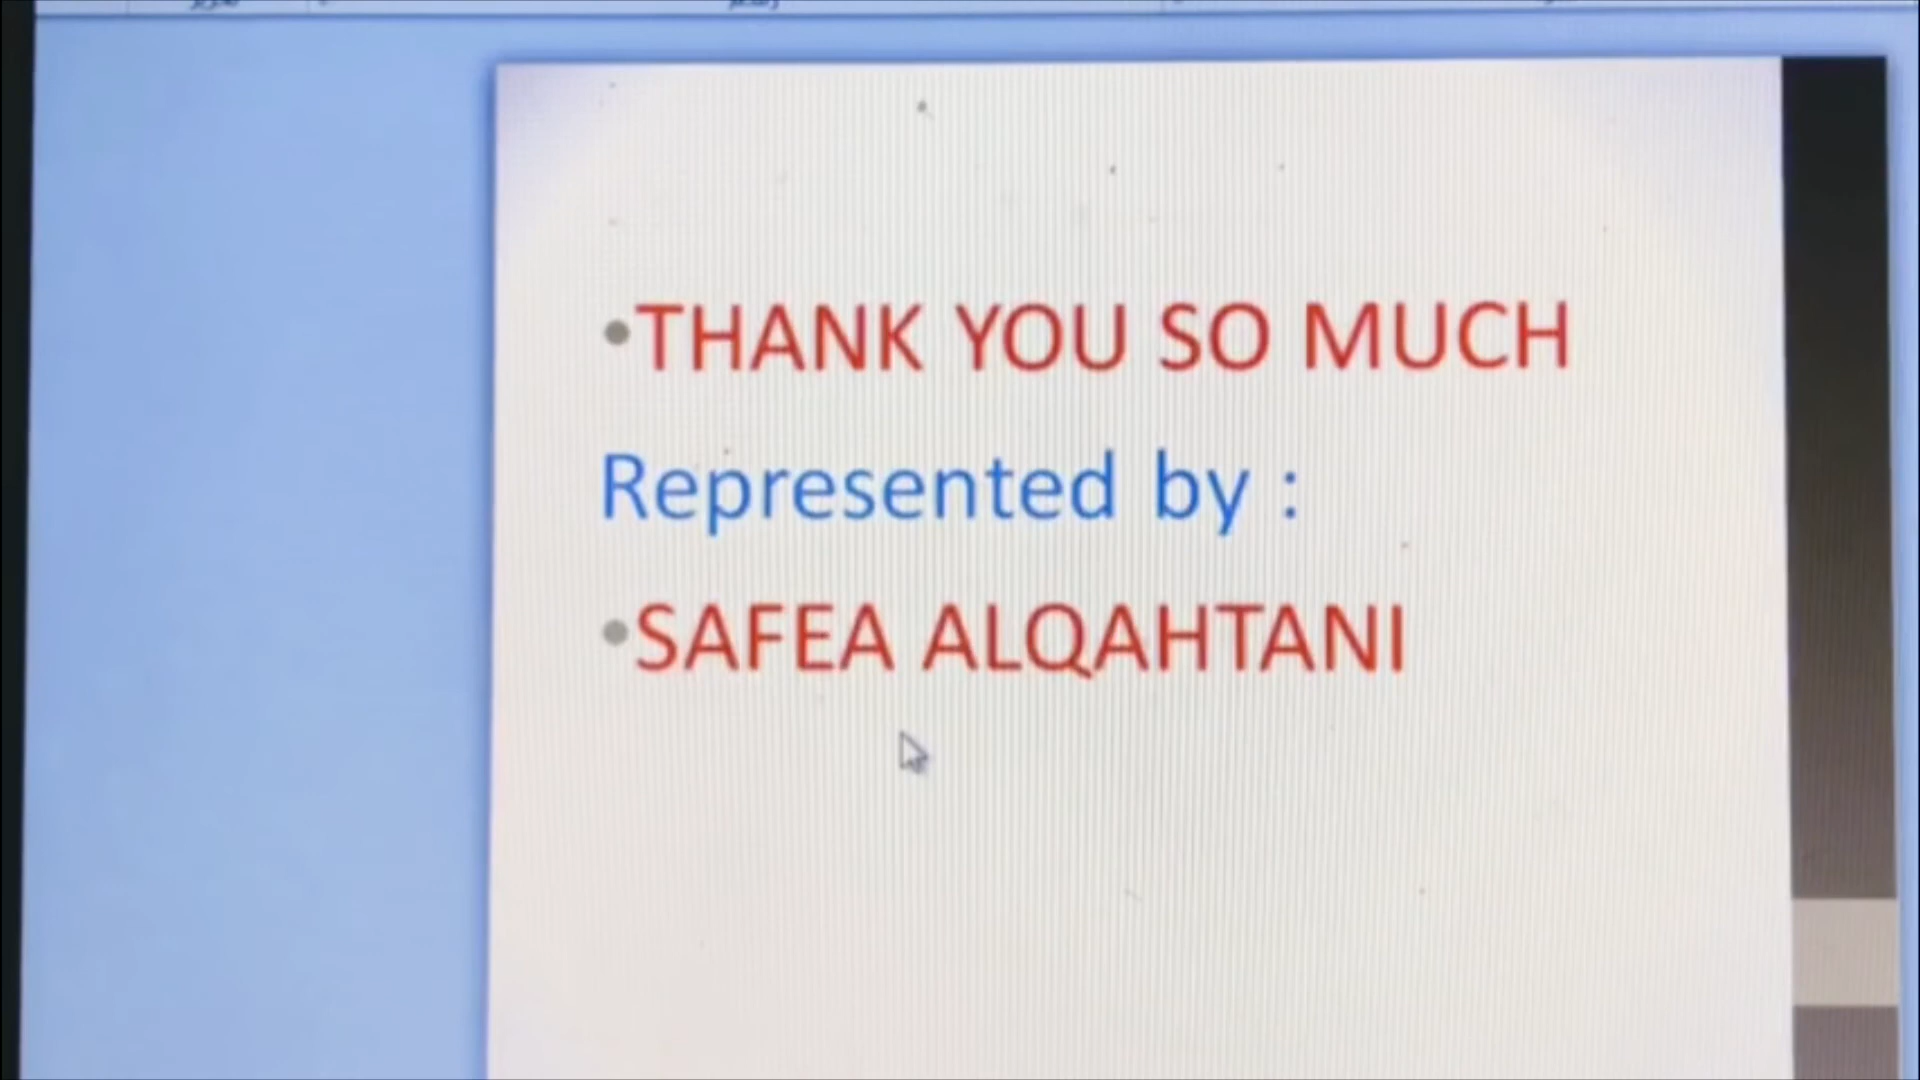 •THANK YOU SO MUCH
Represented by :
•SAFEA ALQAHTANI